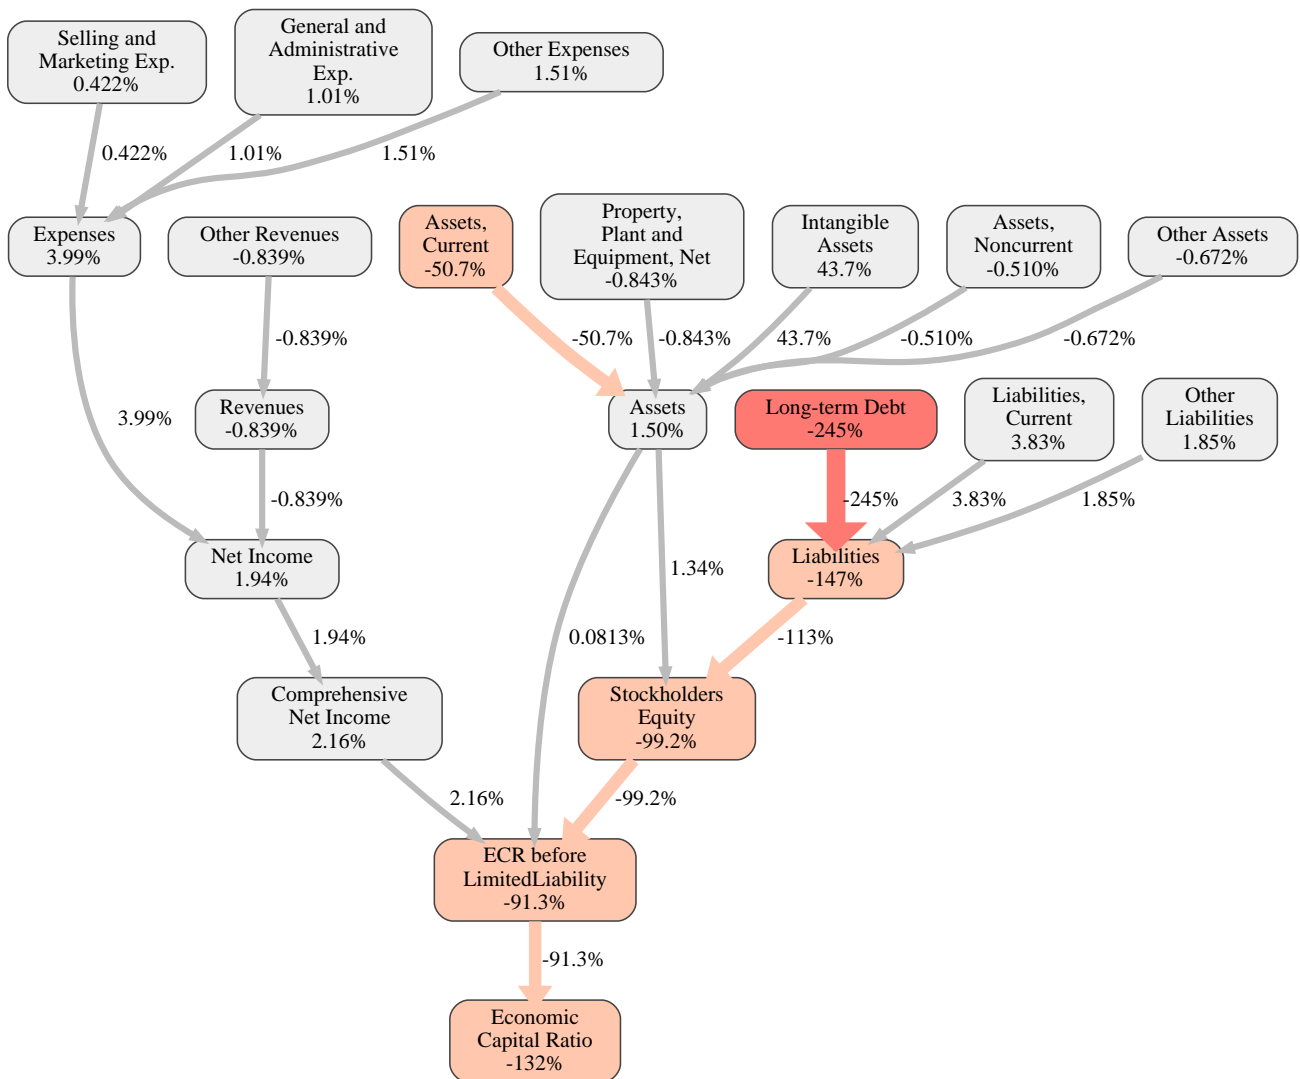 Selling and
Marketing Exp.
0.422%
General and
Administrative
Exp.
1.01%
Other Expenses
1.51%
0.422%
1.01%
1.51%
Expenses
3.99%
Other Revenues
-0.839%
Assets,
Current
-50.7%
Property,
Plant and
Equipment, Net
-0.843%
Intangible
Assets
43.7%
Assets,
Noncurrent
-0.510%
Other Assets
-0.672%
-0.839%
-50.7%
-0.843%
43.7%
-0.510%
-0.672%
3.99%
Revenues
-0.839%
Assets
1.50%
Long-term Debt
-245%
Liabilities,
Current
3.83%
Other
Liabilities
1.85%
-0.839%
-245%
3.83%
1.85%
Net Income
1.94%
1.34%
Liabilities
-147%
1.94%
0.0813%
-113%
Comprehensive
Net Income
2.16%
Stockholders
Equity
-99.2%
2.16%
-99.2%
ECR before
LimitedLiability
-91.3%
-91.3%
Economic
Capital Ratio
-132%